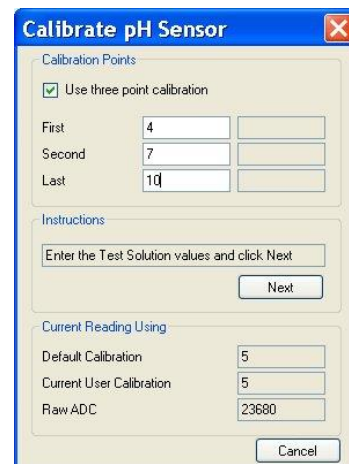 Calibrate pH Sensor
Calibration Points
Use three point calibration
First 4
Second 7
Last 10
Instructions
Enter the Test Solution values and click Next
Next
Current Reading Using
Default Calibration 5
Current User Calibration 5
Raw ADC 23680
Cancel